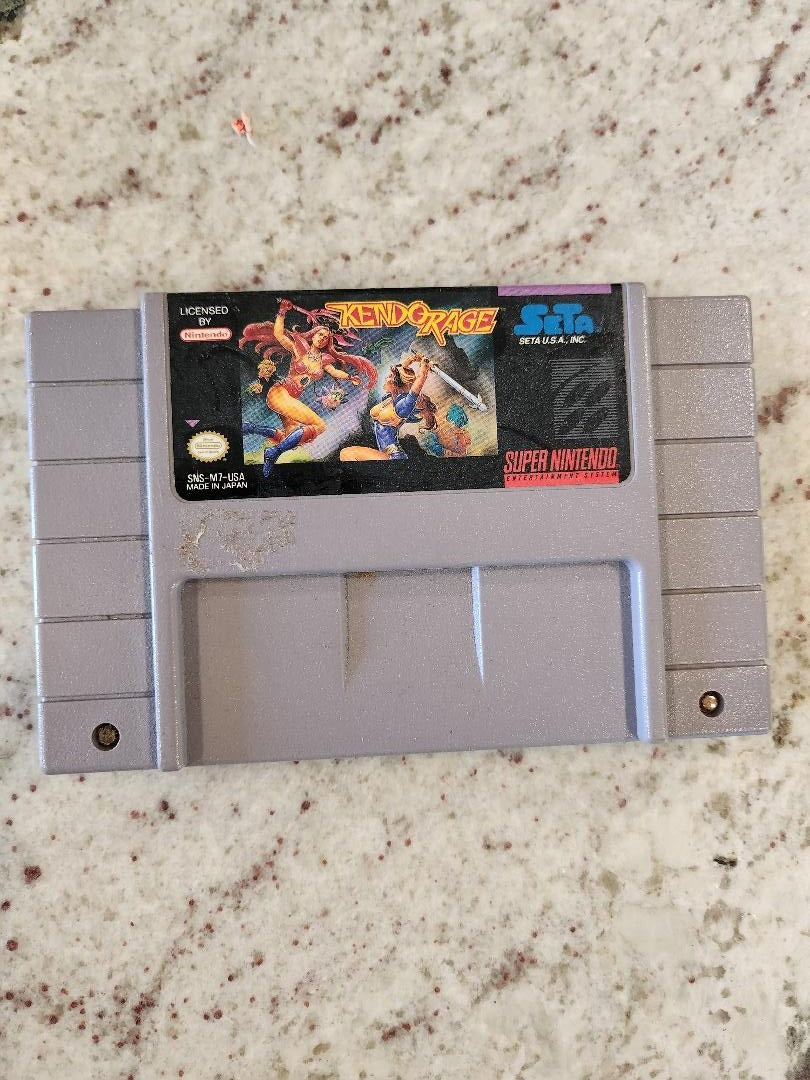 LICENSED
BY
Nintendo
KENDO RAGE
SETA
SETA U.S.A., INC.
SNS-M7-USA
MADE IN JAPAN
SUPER NINTENDO
ENTERTAINMENT SYSTEM